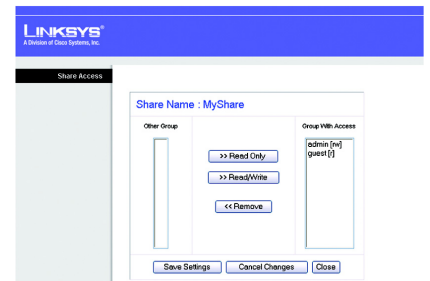 LINKSYS®
A Division of Cisco Systems, Inc.
Share Access
Share Name : MyShare
Other Group
Group With Access
admin [rw]
guest [r]
>> Read Only
>> Read/Write
<< Remove
Save Settings
Cancel Changes
Close